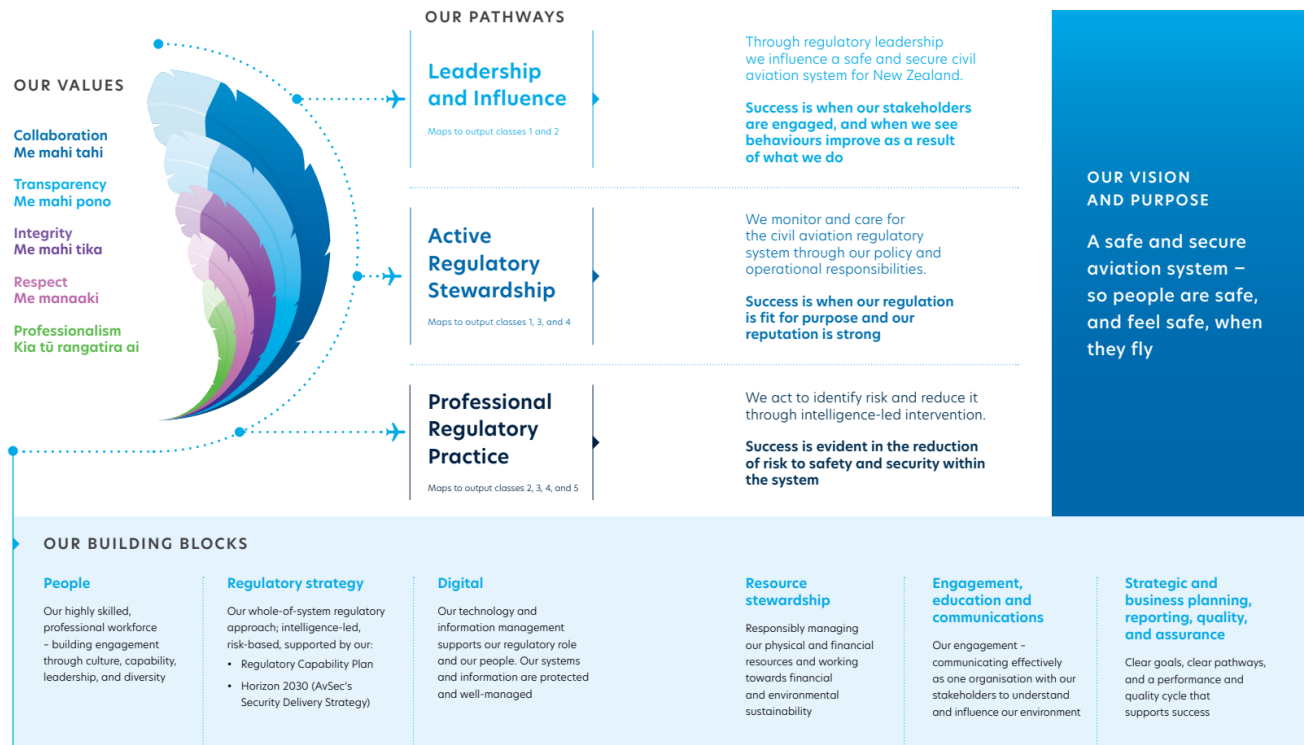 OUR VALUES
Collaboration
Me mahi tahi
Transparency
Me mahi pono
Integrity
Me mahi tika
Respect
Me manaaki
Professionalism
Kia tū rangatira ai
OUR PATHWAYS
Leadership
and Influence
Maps to output classes 1 and 2
Through regulatory leadership
we influence a safe and secure civil
aviation system for New Zealand.
Success is when our stakeholders
are engaged, and when we see
behaviours improve as a result
of what we do
Active
Regulatory
Stewardship
Maps to output classes 1, 3, and 4
We monitor and care for
the civil aviation regulatory
system through our policy and
operational responsibilities.
Success is when our regulation
is fit for purpose and our
reputation is strong
Professional
Regulatory
Practice
Maps to output classes 2, 3, 4, and 5
We act to identify risk and reduce it
through intelligence-led intervention.
Success is evident in the reduction
of risk to safety and security within
the system
OUR VISION
AND PURPOSE
A safe and secure
aviation system –
so people are safe,
and feel safe, when
they fly
OUR BUILDING BLOCKS
People
Our highly skilled,
professional workforce
– building engagement
through culture, capability,
leadership, and diversity
Regulatory strategy
Our whole-of-system regulatory
approach; intelligence-led,
risk-based, supported by our:
• Regulatory Capability Plan
• Horizon 2030 (AvSec's
Security Delivery Strategy)
Digital
Our technology and
information management
supports our regulatory role
and our people. Our systems
and information are protected
and well-managed
Resource
stewardship
Responsibly managing
our physical and financial
resources and working
towards financial
and environmental
sustainability
Engagement,
education and
communications
Our engagement –
communicating effectively
as one organisation with our
stakeholders to understand
and influence our environment
Strategic and
business planning,
reporting, quality,
and assurance
Clear goals, clear pathways,
and a performance and
quality cycle that
supports success